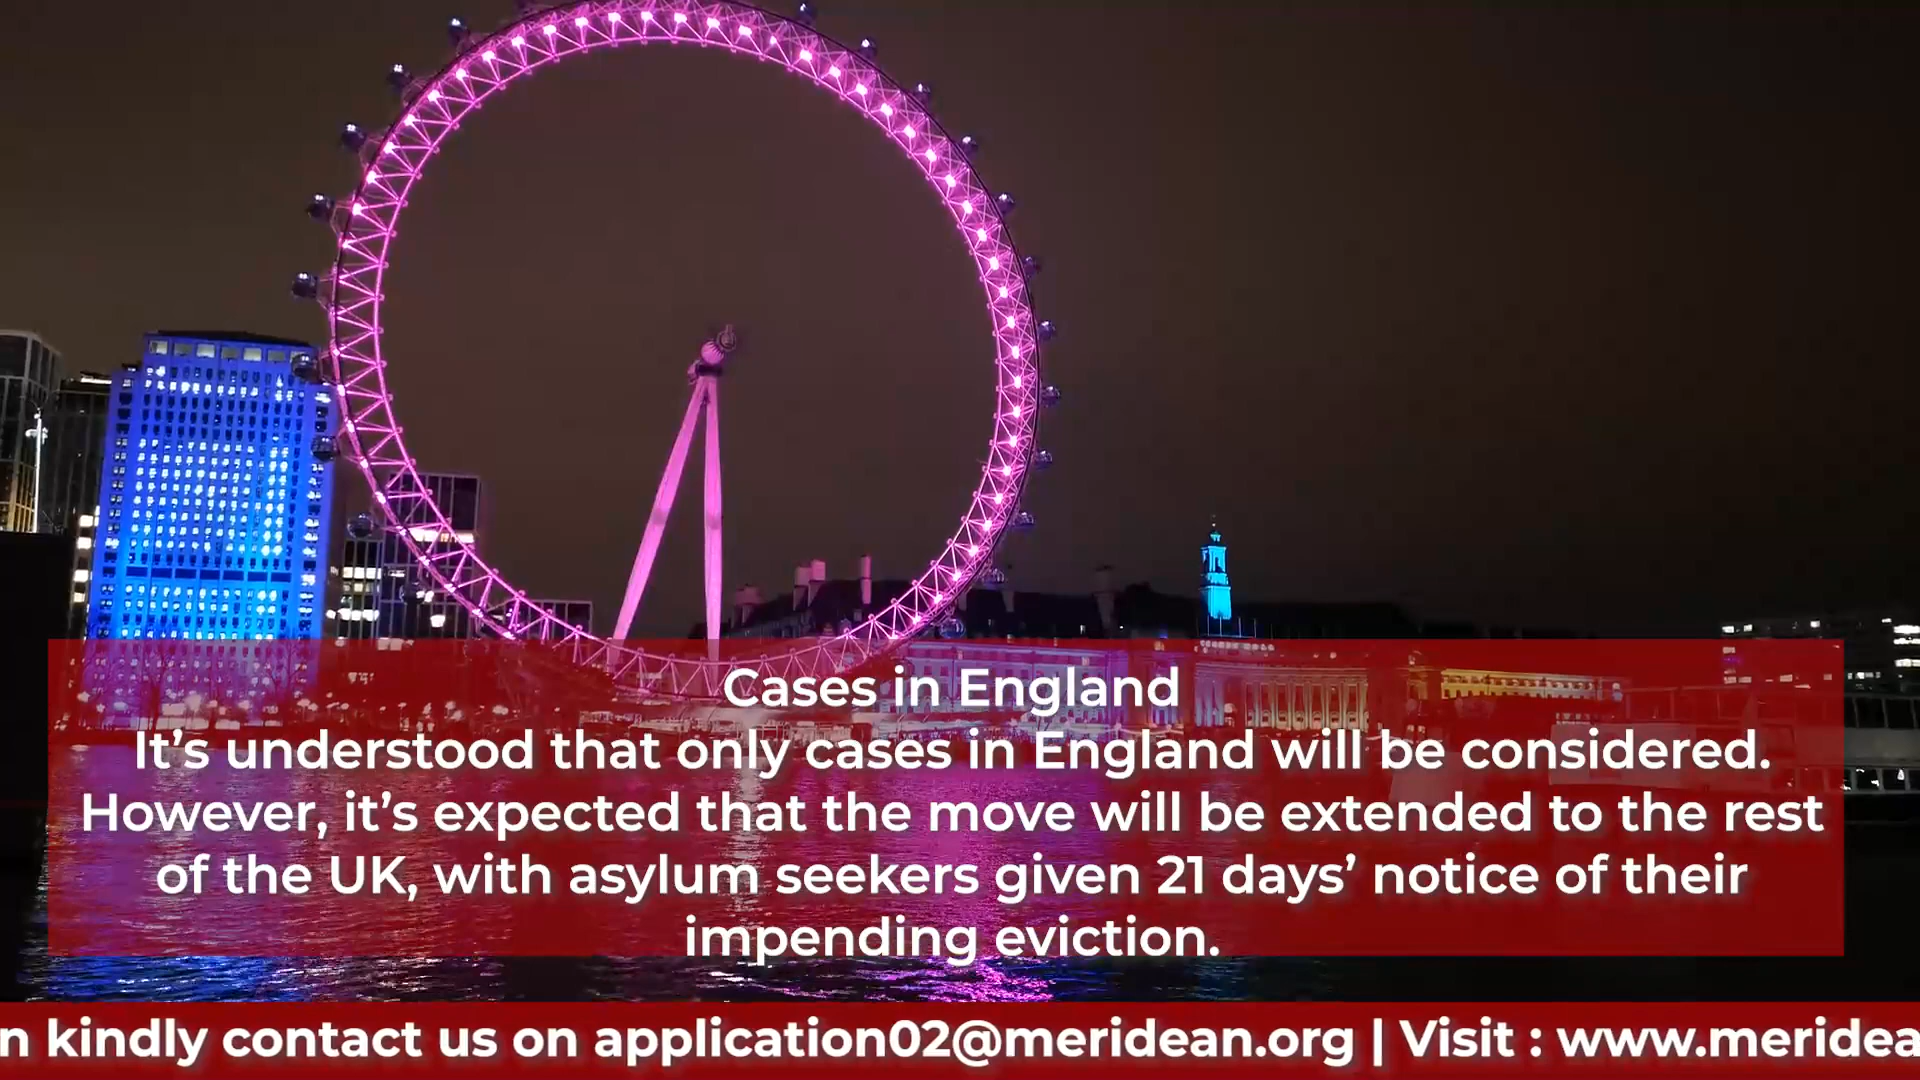 Cases in England
It’s understood that only cases in England will be considered.
However, it’s expected that the move will be extended to the rest
of the UK, with asylum seekers given 21 days’ notice of their
impending eviction.
n kindly contact us on application02@meridean.org | Visit : www.meridea